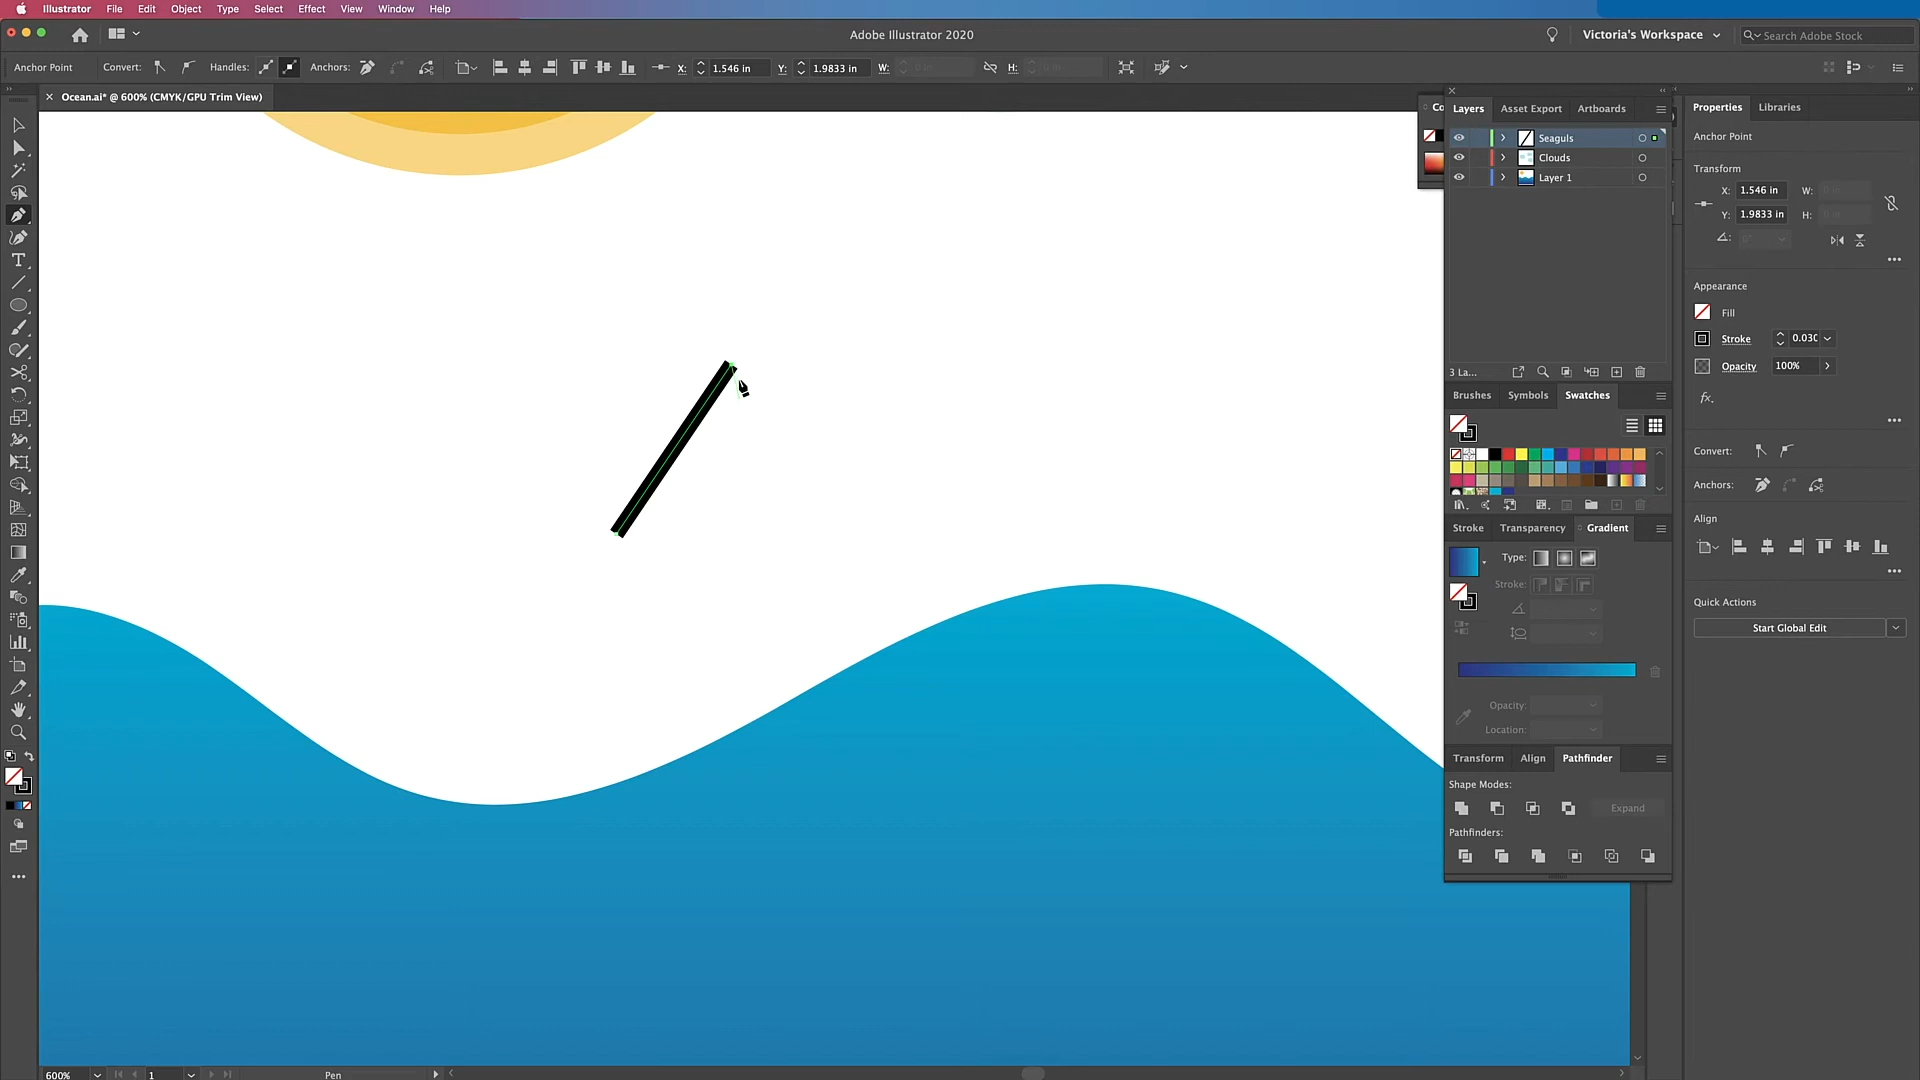 Illustrator File Edit Object Type Select Effect View Window Help
Adobe Illustrator 2020
Victoria's Workspace
Search Adobe Stock
Anchor Point Convert: Handles: Anchors: X: 1.546 in Y: 1.9833 in W: H:
Ocean.ai* @ 600% (CMYK/GPU Trim View)
Co
Layers Asset Export Artboards
Seaguls
Clouds
Layer 1
3 La...
Brushes Symbols Swatches
Stroke Transparency Gradient
Type:
Stroke:
Opacity:
Location:
Transform Align Pathfinder
Shape Modes:
Expand
Pathfinders:
Properties Libraries
Anchor Point
Transform
X: 1.546 in W:
Y: 1.9833 in H:
Appearance
Fill
Stroke 0.030
Opacity 100%
fx.
Convert:
Anchors:
Align
Quick Actions
Start Global Edit
600% 1 Pen